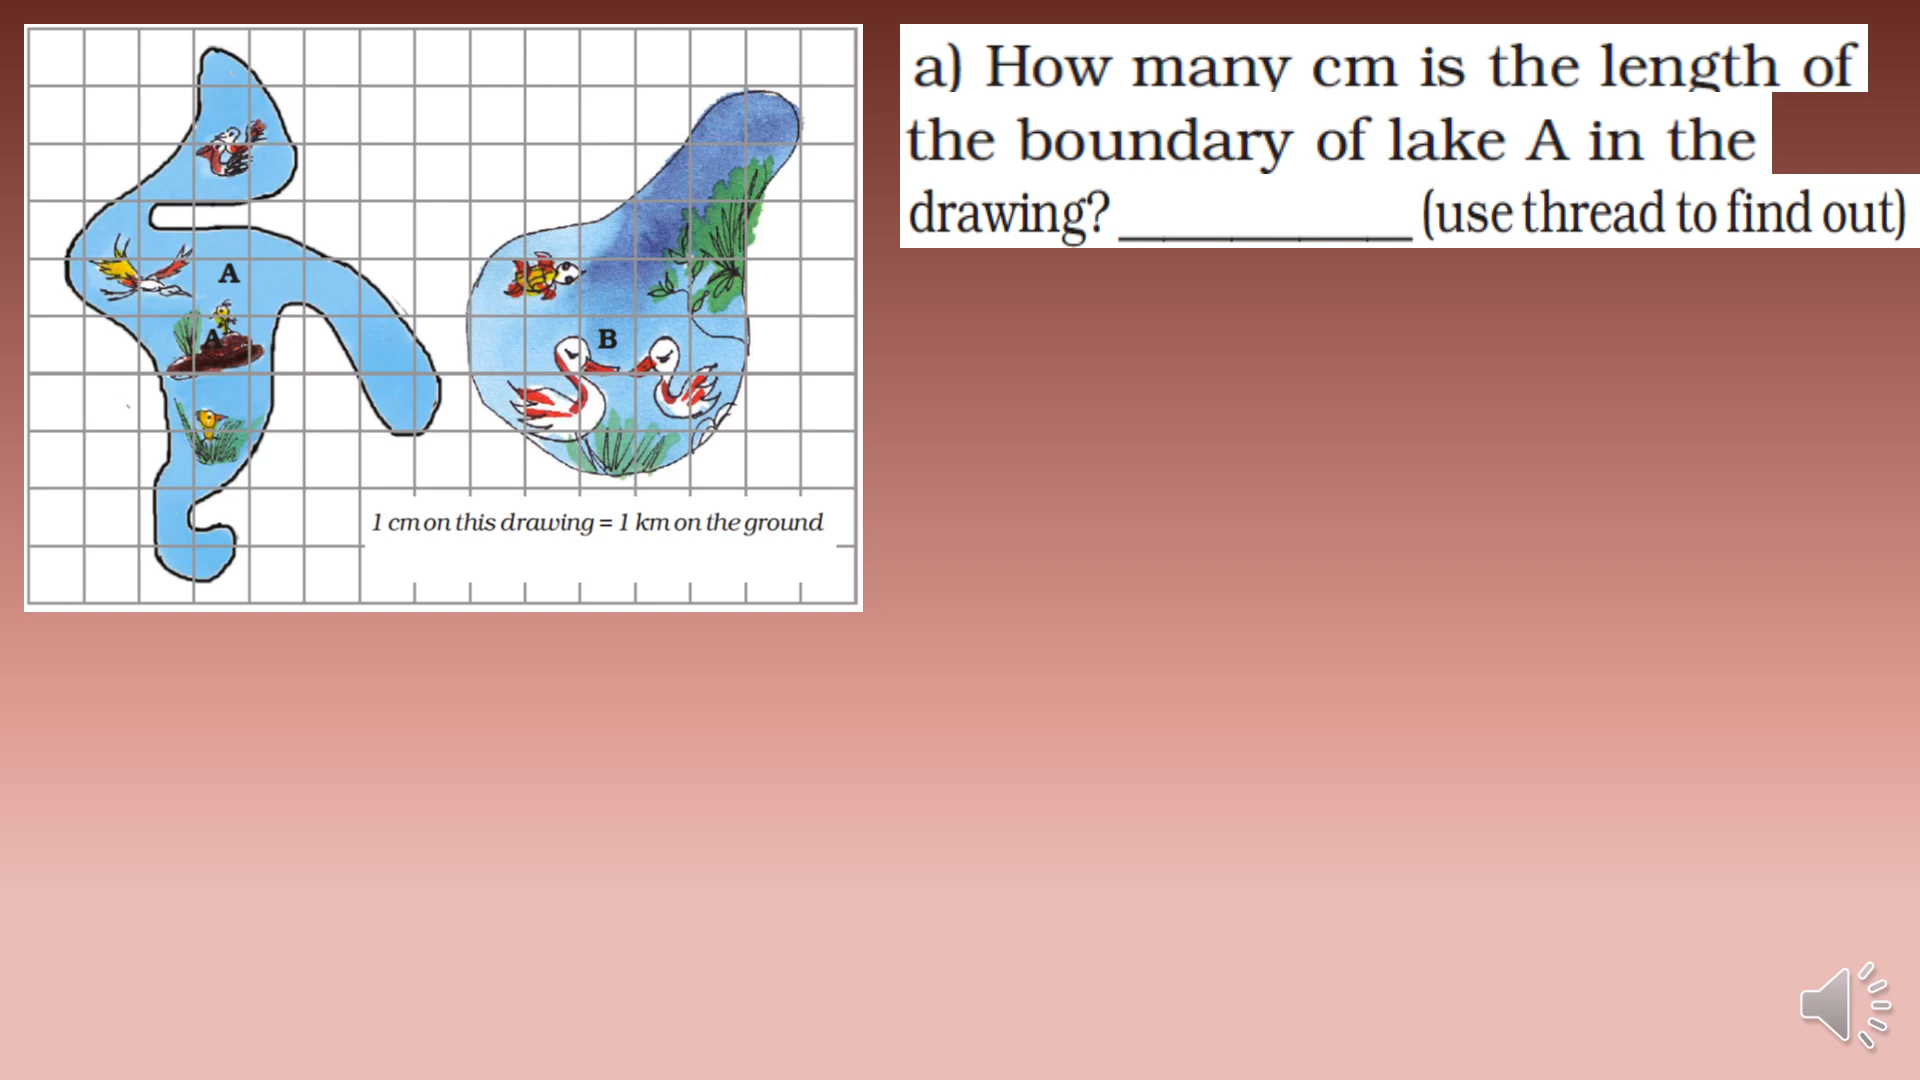 a) How many cm is the length of
the boundary of lake A in the
drawing? ____________ (use thread to find out)
A
A
B
1 cm on this drawing = 1 km on the ground